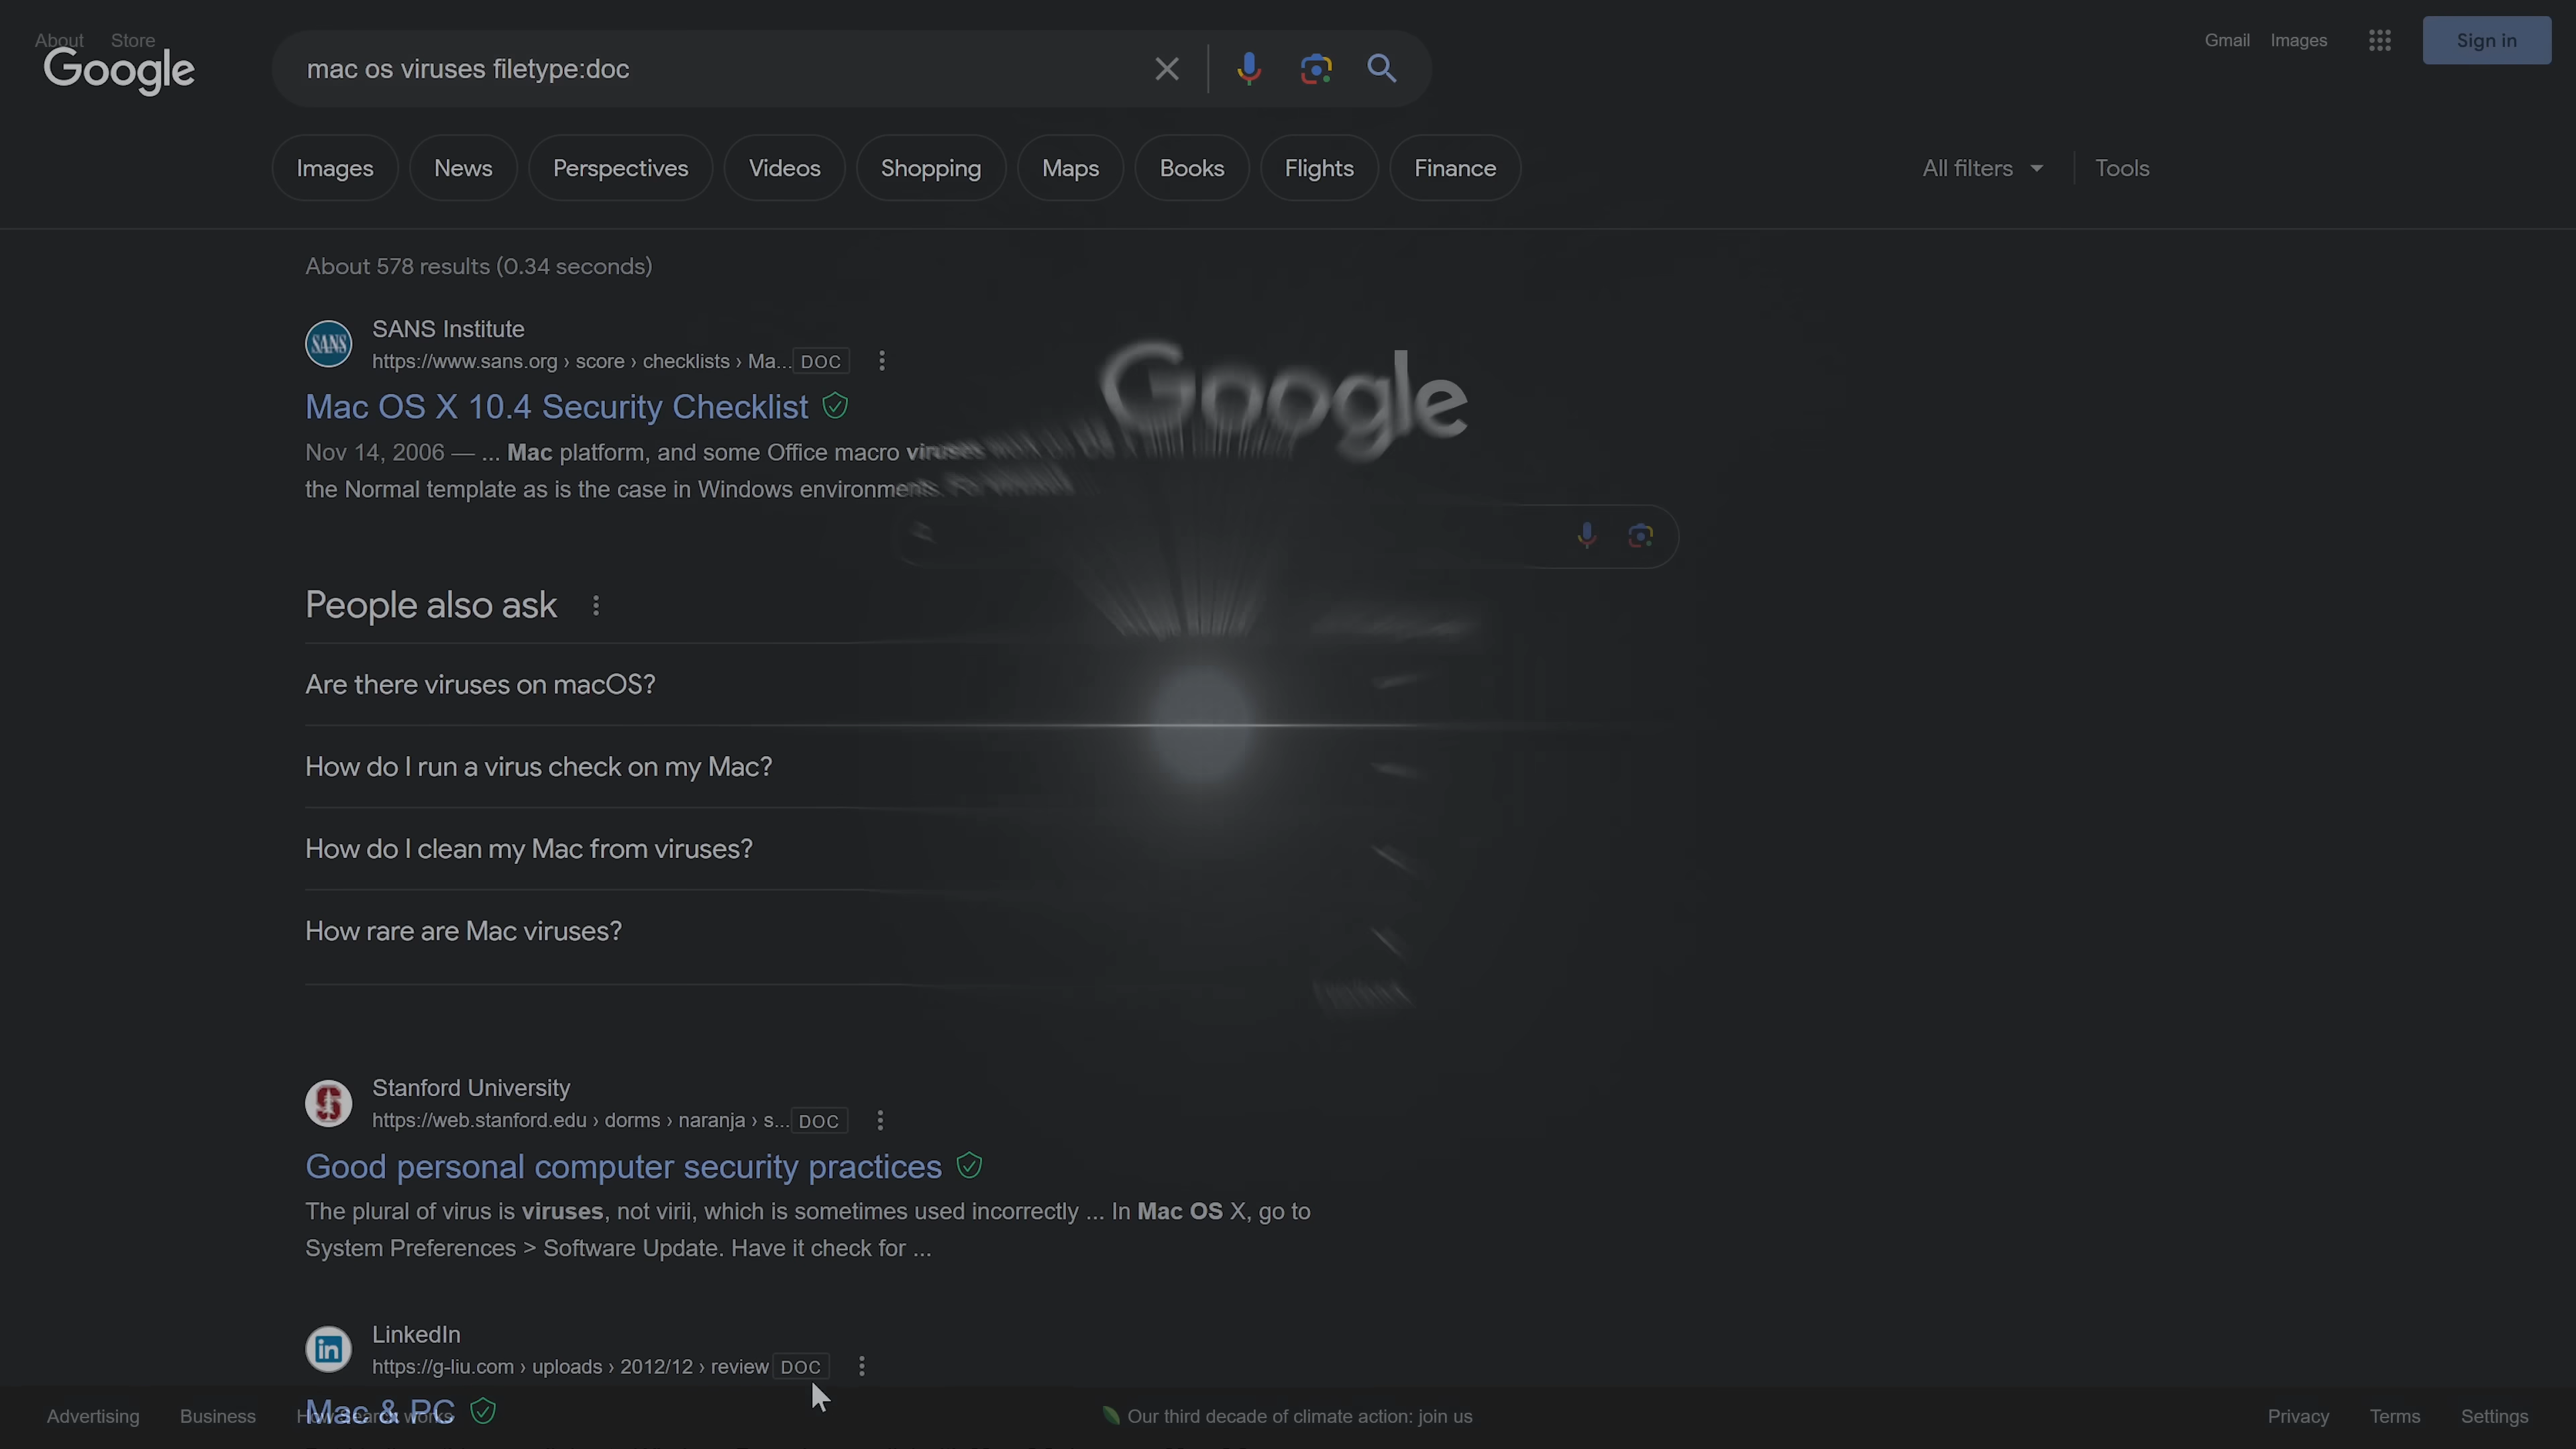 About Store
Google
mac os viruses filetype:doc
Gmail Images
Sign in
Images News Perspectives Videos Shopping Maps Books Flights Finance
All filters Tools
About 578 results (0.34 seconds)
SANS
SANS Institute
https://www.sans.org › score › checklists › Ma... DOC
Mac OS X 10.4 Security Checklist
Nov 14, 2006 — ... Mac platform, and some Office macro viruses
the Normal template as is the case in Windows environments.
Google
People also ask
Are there viruses on macOS?
How do I run a virus check on my Mac?
How do I clean my Mac from viruses?
How rare are Mac viruses?
Stanford University
https://web.stanford.edu › dorms › naranja › s... DOC
Good personal computer security practices
The plural of virus is viruses, not virii, which is sometimes used incorrectly ... In Mac OS X, go to
System Preferences > Software Update. Have it check for ...
in
LinkedIn
https://g-liu.com › uploads › 2012/12 › review DOC
Mac & PC
Advertising Business How Search works
Our third decade of climate action: join us
Privacy Terms Settings